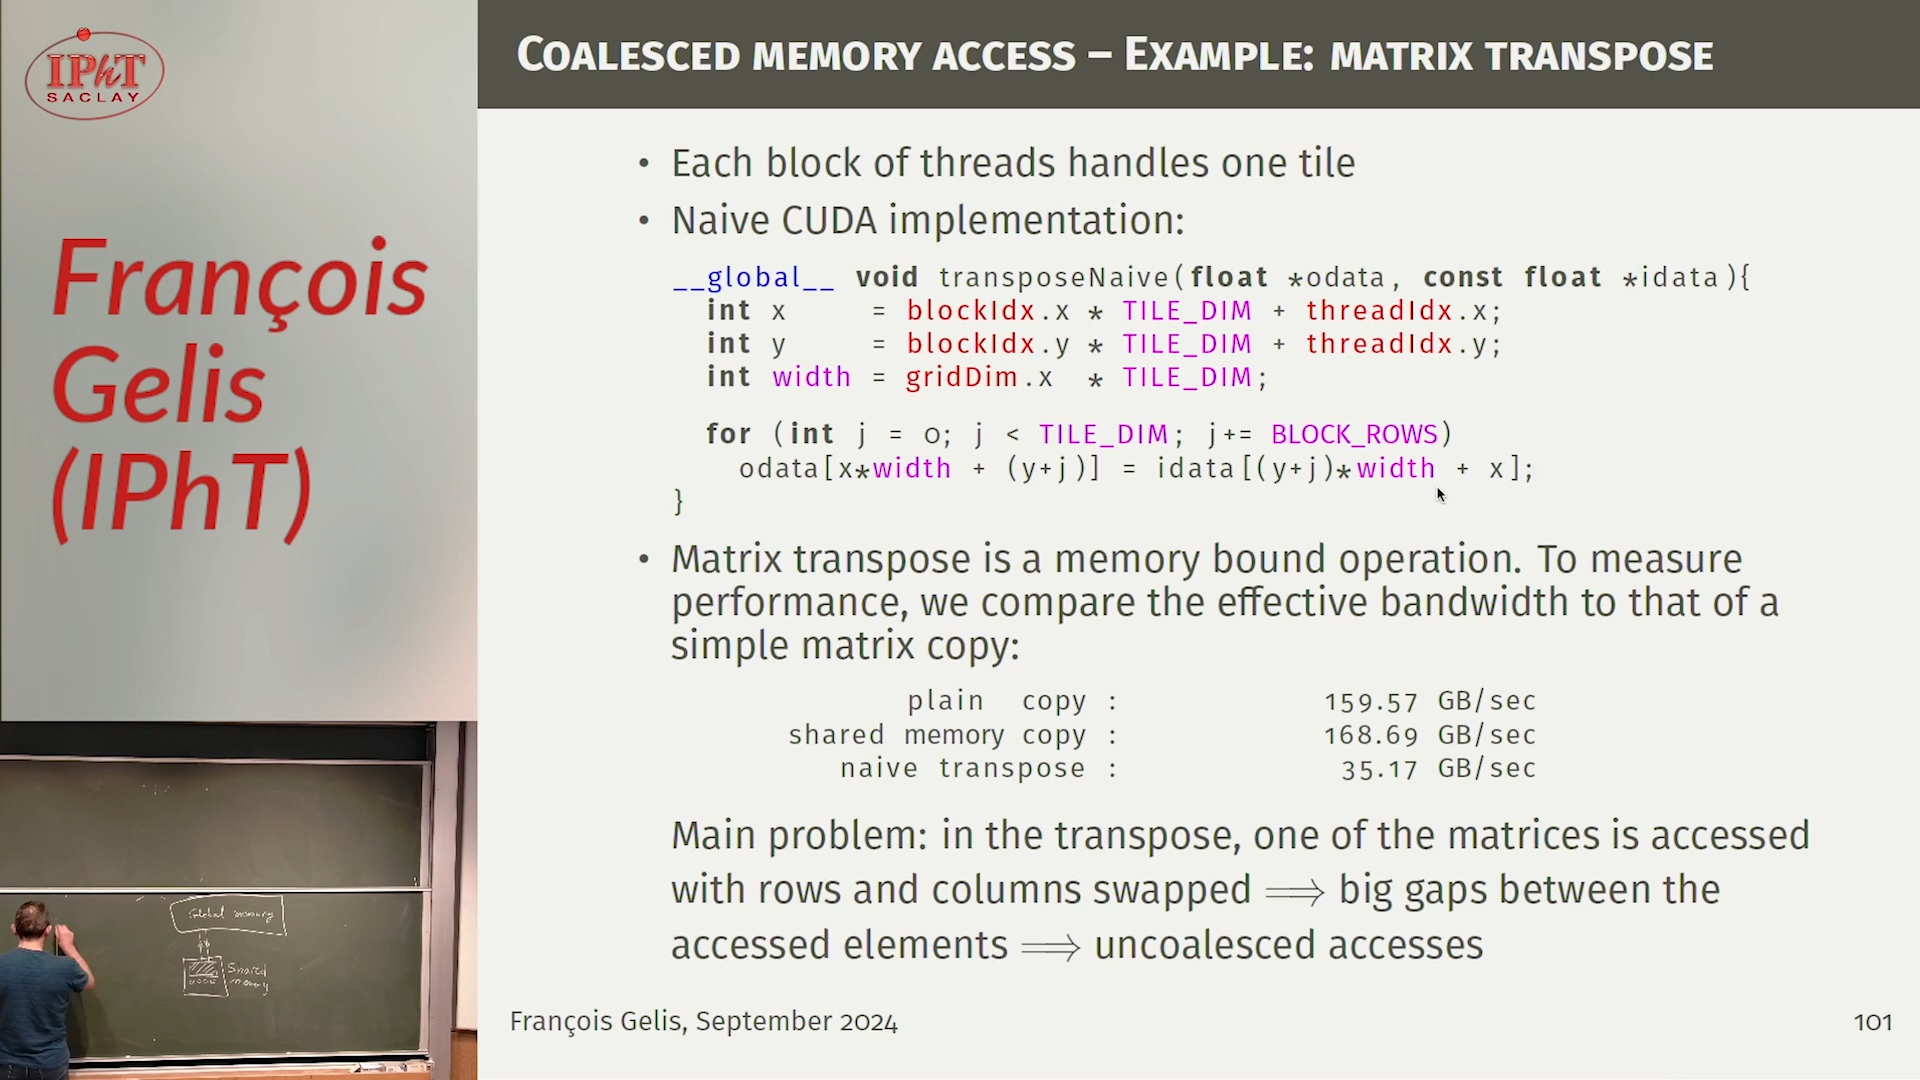 IPhT
SACLAY
François
Gelis
(IPhT)
Coalesced memory access – Example: matrix transpose
• Each block of threads handles one tile
• Naive CUDA implementation:
__global__ void transposeNaive(float *odata, const float *idata){
int x = blockIdx.x * TILE_DIM + threadIdx.x;
int y = blockIdx.y * TILE_DIM + threadIdx.y;
int width = gridDim.x * TILE_DIM;
for (int j = 0; j < TILE_DIM; j+= BLOCK_ROWS)
odata[x*width + (y+j)] = idata[(y+j)*width + x];
}
• Matrix transpose is a memory bound operation. To measure
performance, we compare the effective bandwidth to that of a
simple matrix copy:
plain copy : 159.57 GB/sec
shared memory copy : 168.69 GB/sec
naive transpose : 35.17 GB/sec
Main problem: in the transpose, one of the matrices is accessed
with rows and columns swapped ⟹ big gaps between the
accessed elements ⟹ uncoalesced accesses
François Gelis, September 2024
101
Global memory
Shared
memory